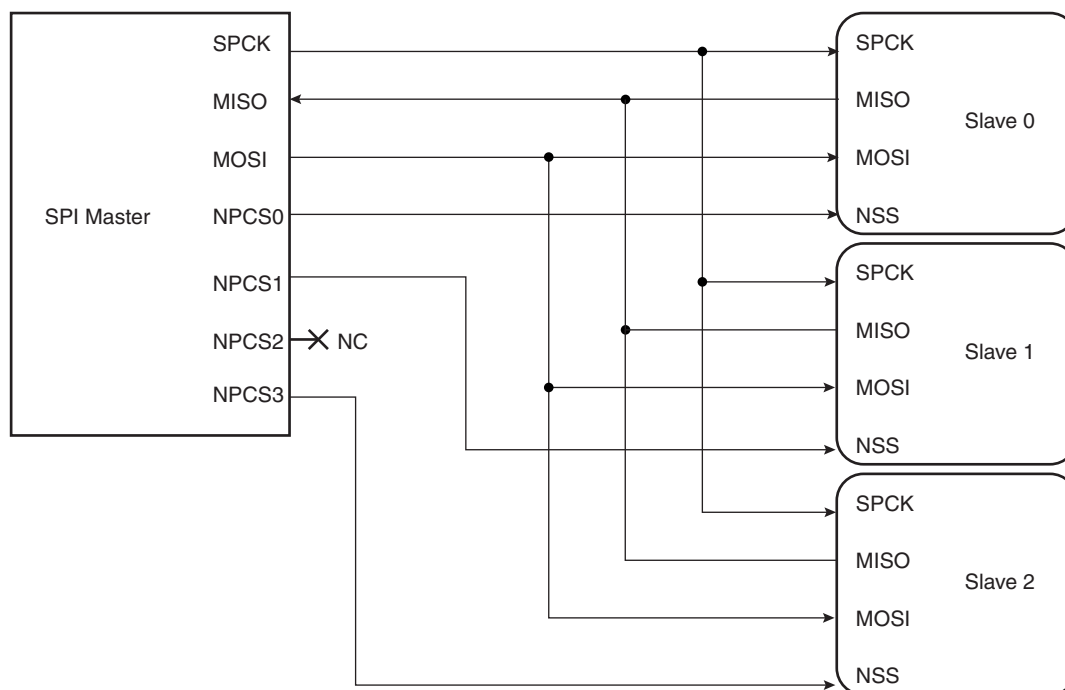 SPI Master
SPCK
MISO
MOSI
NPCS0
NPCS1
NPCS2
NC
NPCS3
SPCK
MISO
Slave 0
MOSI
NSS
SPCK
MISO
Slave 1
MOSI
NSS
SPCK
MISO
Slave 2
MOSI
NSS